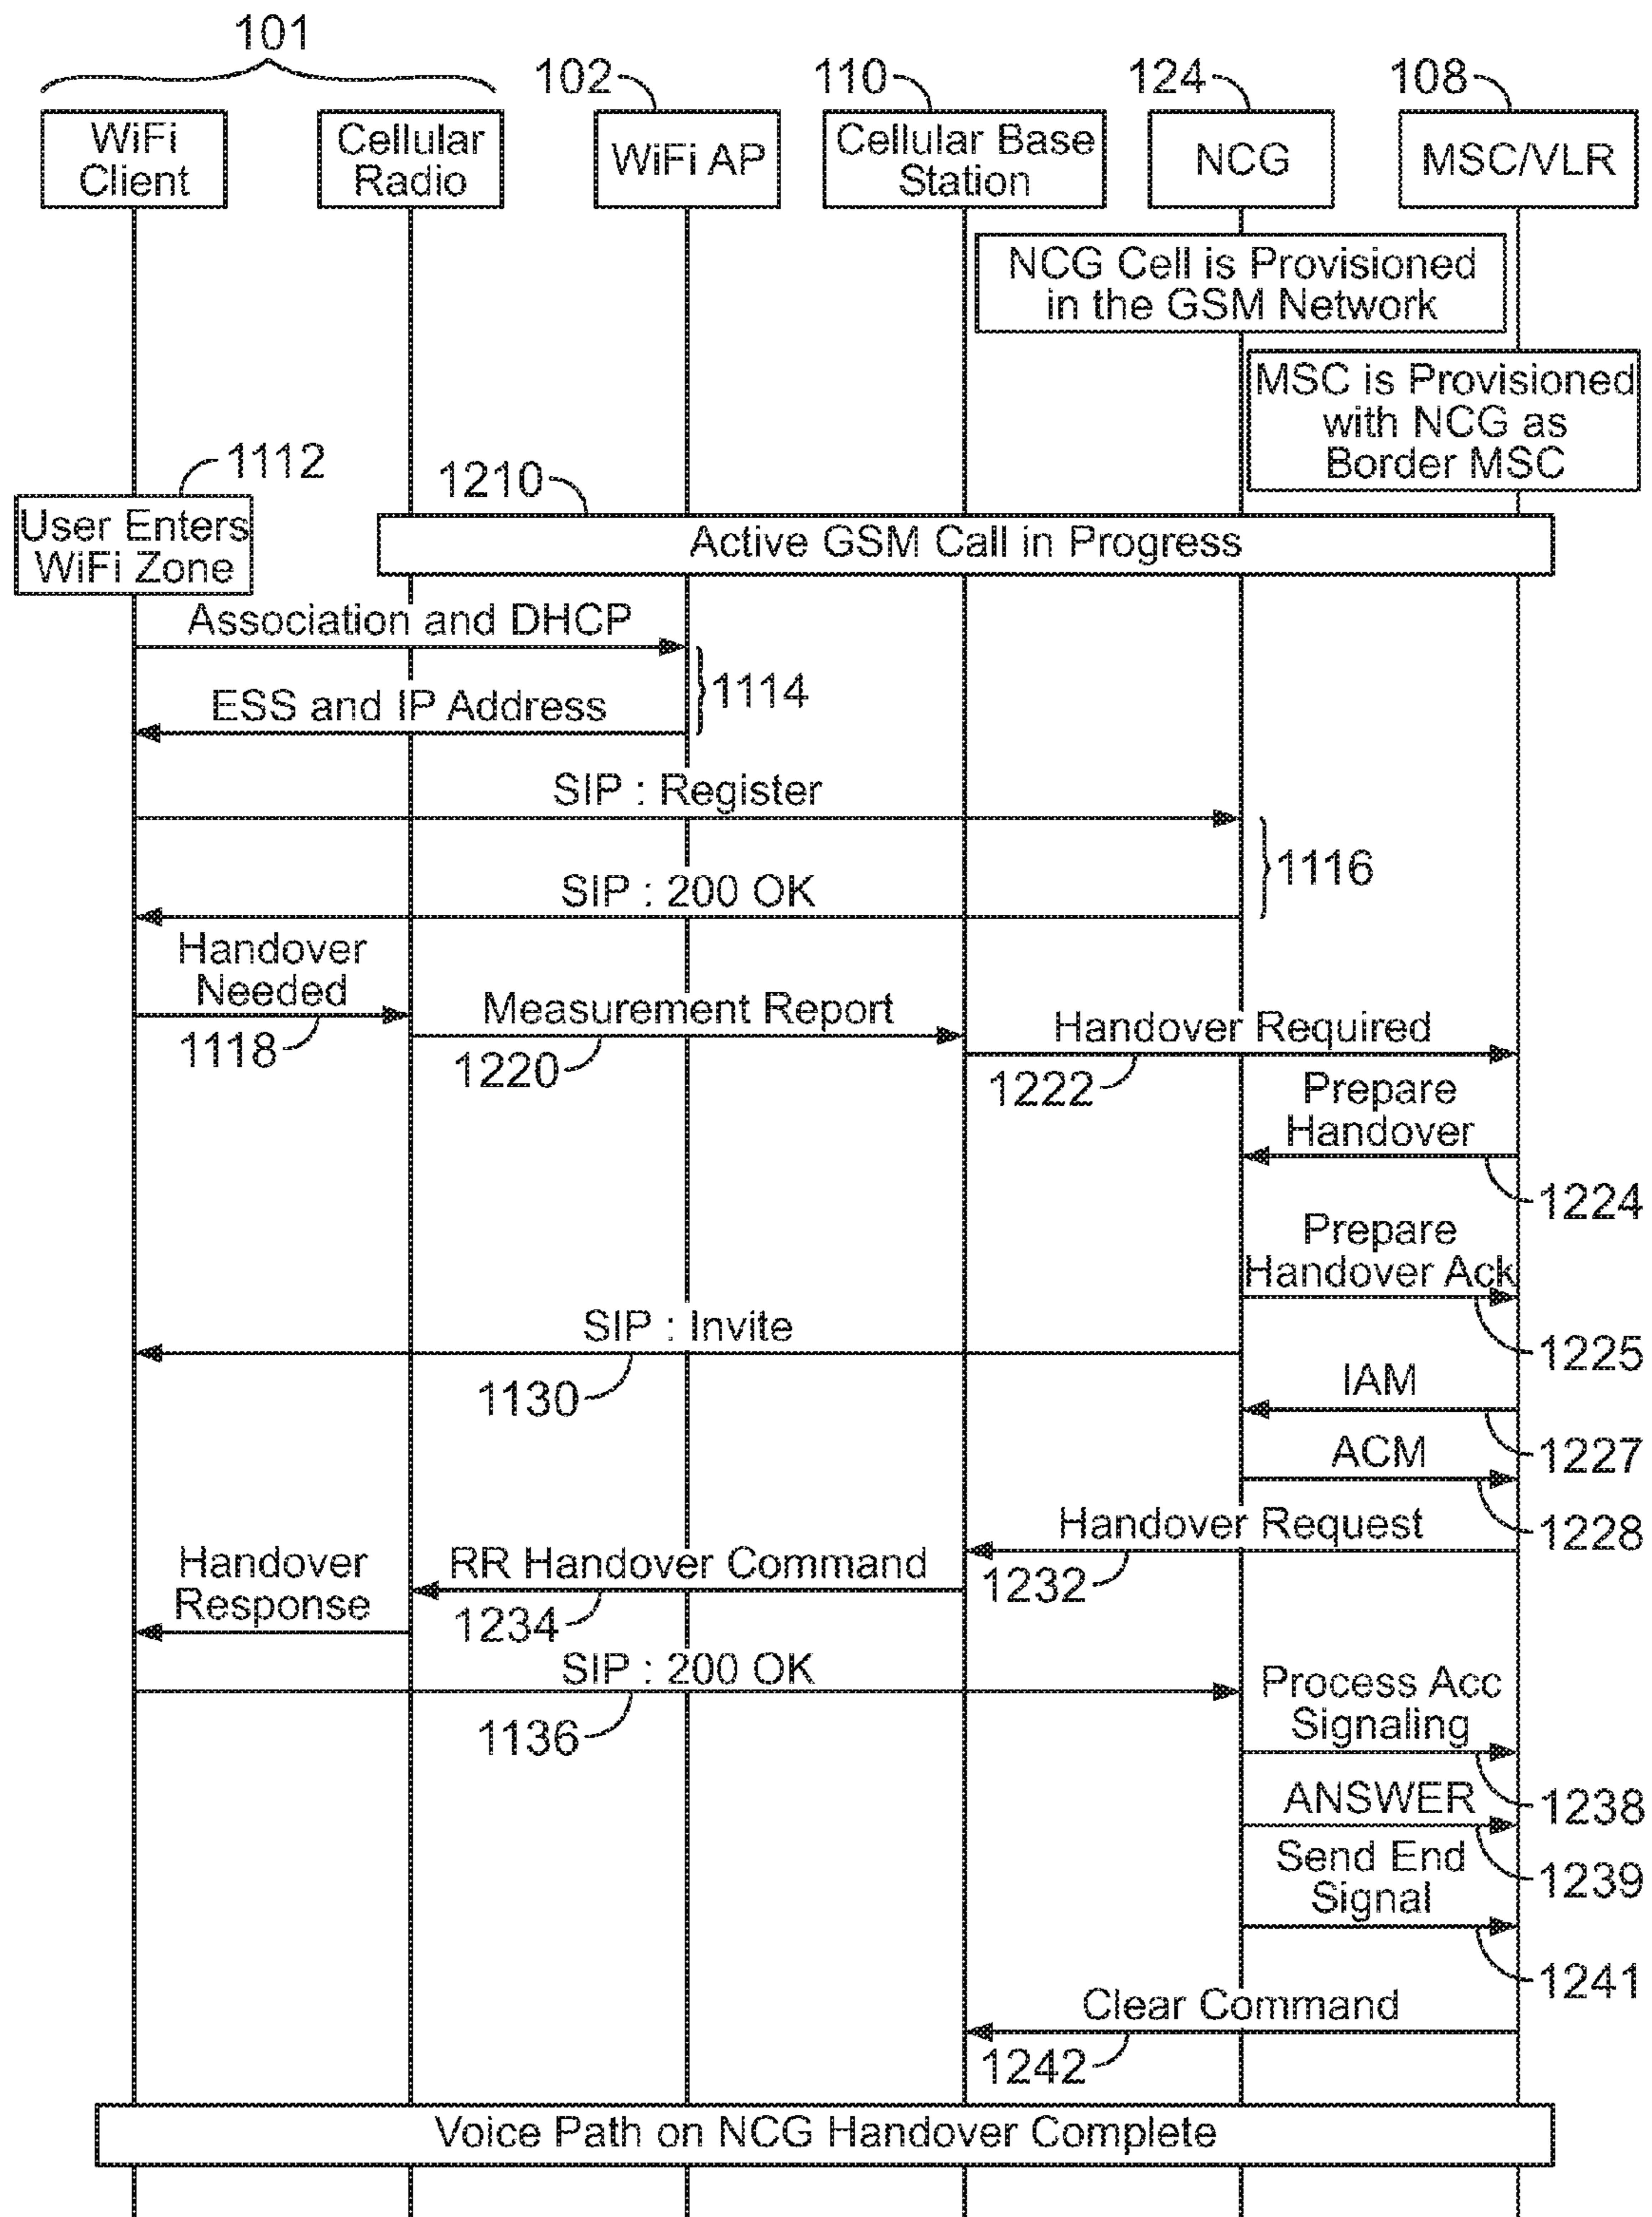 101
102
110
124
108
WiFi
Client
Cellular
Radio
WiFi AP
Cellular Base
Station
NCG
MSC/VLR
NCG Cell is Provisioned
in the GSM Network
MSC is Provisioned
with NCG as
Border MSC
1112
1210
User Enters
WiFi Zone
Active GSM Call in Progress
Association and DHCP
1114
ESS and IP Address
SIP : Register
1116
SIP : 200 OK
Handover
Needed
1118
Measurement Report
1220
Handover Required
1222
Prepare
Handover
1224
Prepare
Handover Ack
1225
SIP : Invite
1130
IAM
1227
ACM
1228
Handover Request
1232
RR Handover Command
1234
Handover
Response
SIP : 200 OK
1136
Process Acc
Signaling
1238
ANSWER
1239
Send End
Signal
1241
Clear Command
1242
Voice Path on NCG Handover Complete